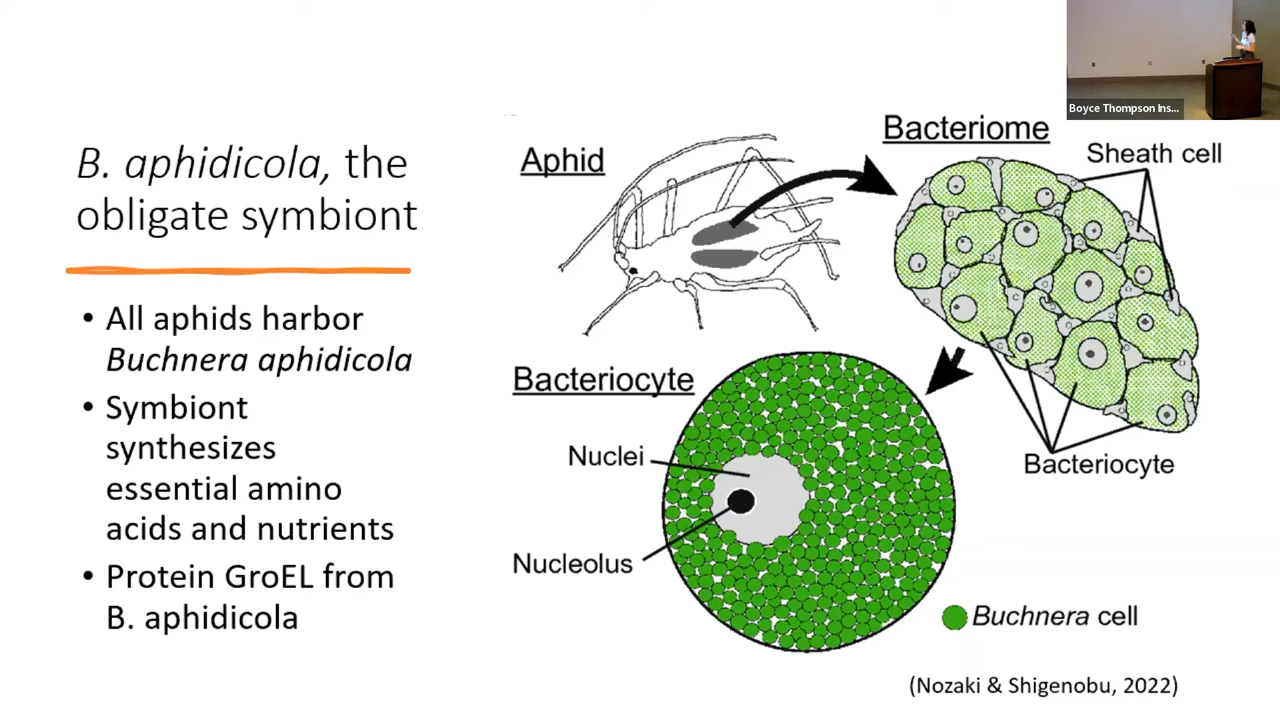 B. aphidicola, the
obligate symbiont
• All aphids harbor
Buchnera aphidicola
• Symbiont
synthesizes
essential amino
acids and nutrients
• Protein GroEL from
B. aphidicola
Aphid
Bacteriome
Sheath cell
Bacteriocyte
Bacteriocyte
Nuclei
Nucleolus
Buchnera cell
(Nozaki & Shigenobu, 2022)
Boyce Thompson Ins...